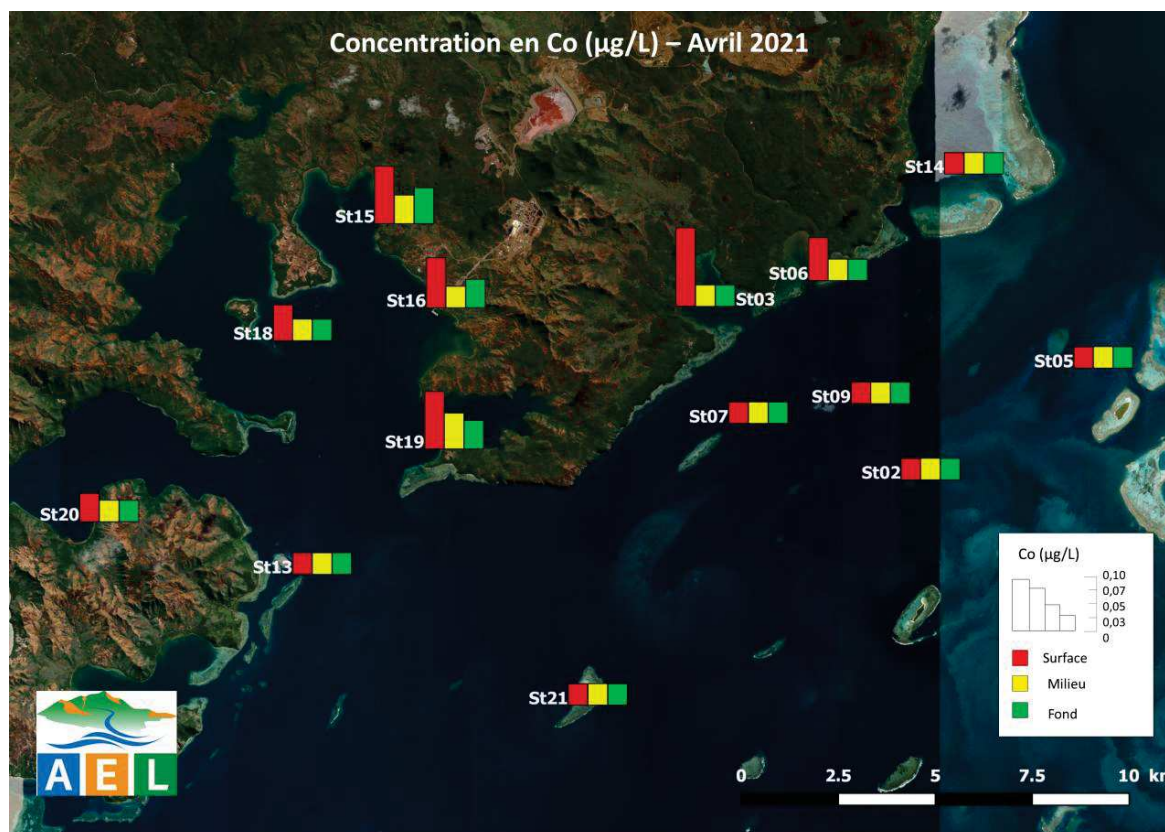 Concentration en Co (µg/L) – Avril 2021
St14
St15
St06
St16
St03
St18
St05
St09
St07
St19
St02
St20
St13
St21
Co (µg/L)
0,10
0,07
0,05
0,03
0
Surface
Milieu
Fond
AEL
0 2.5 5 7.5 10 km